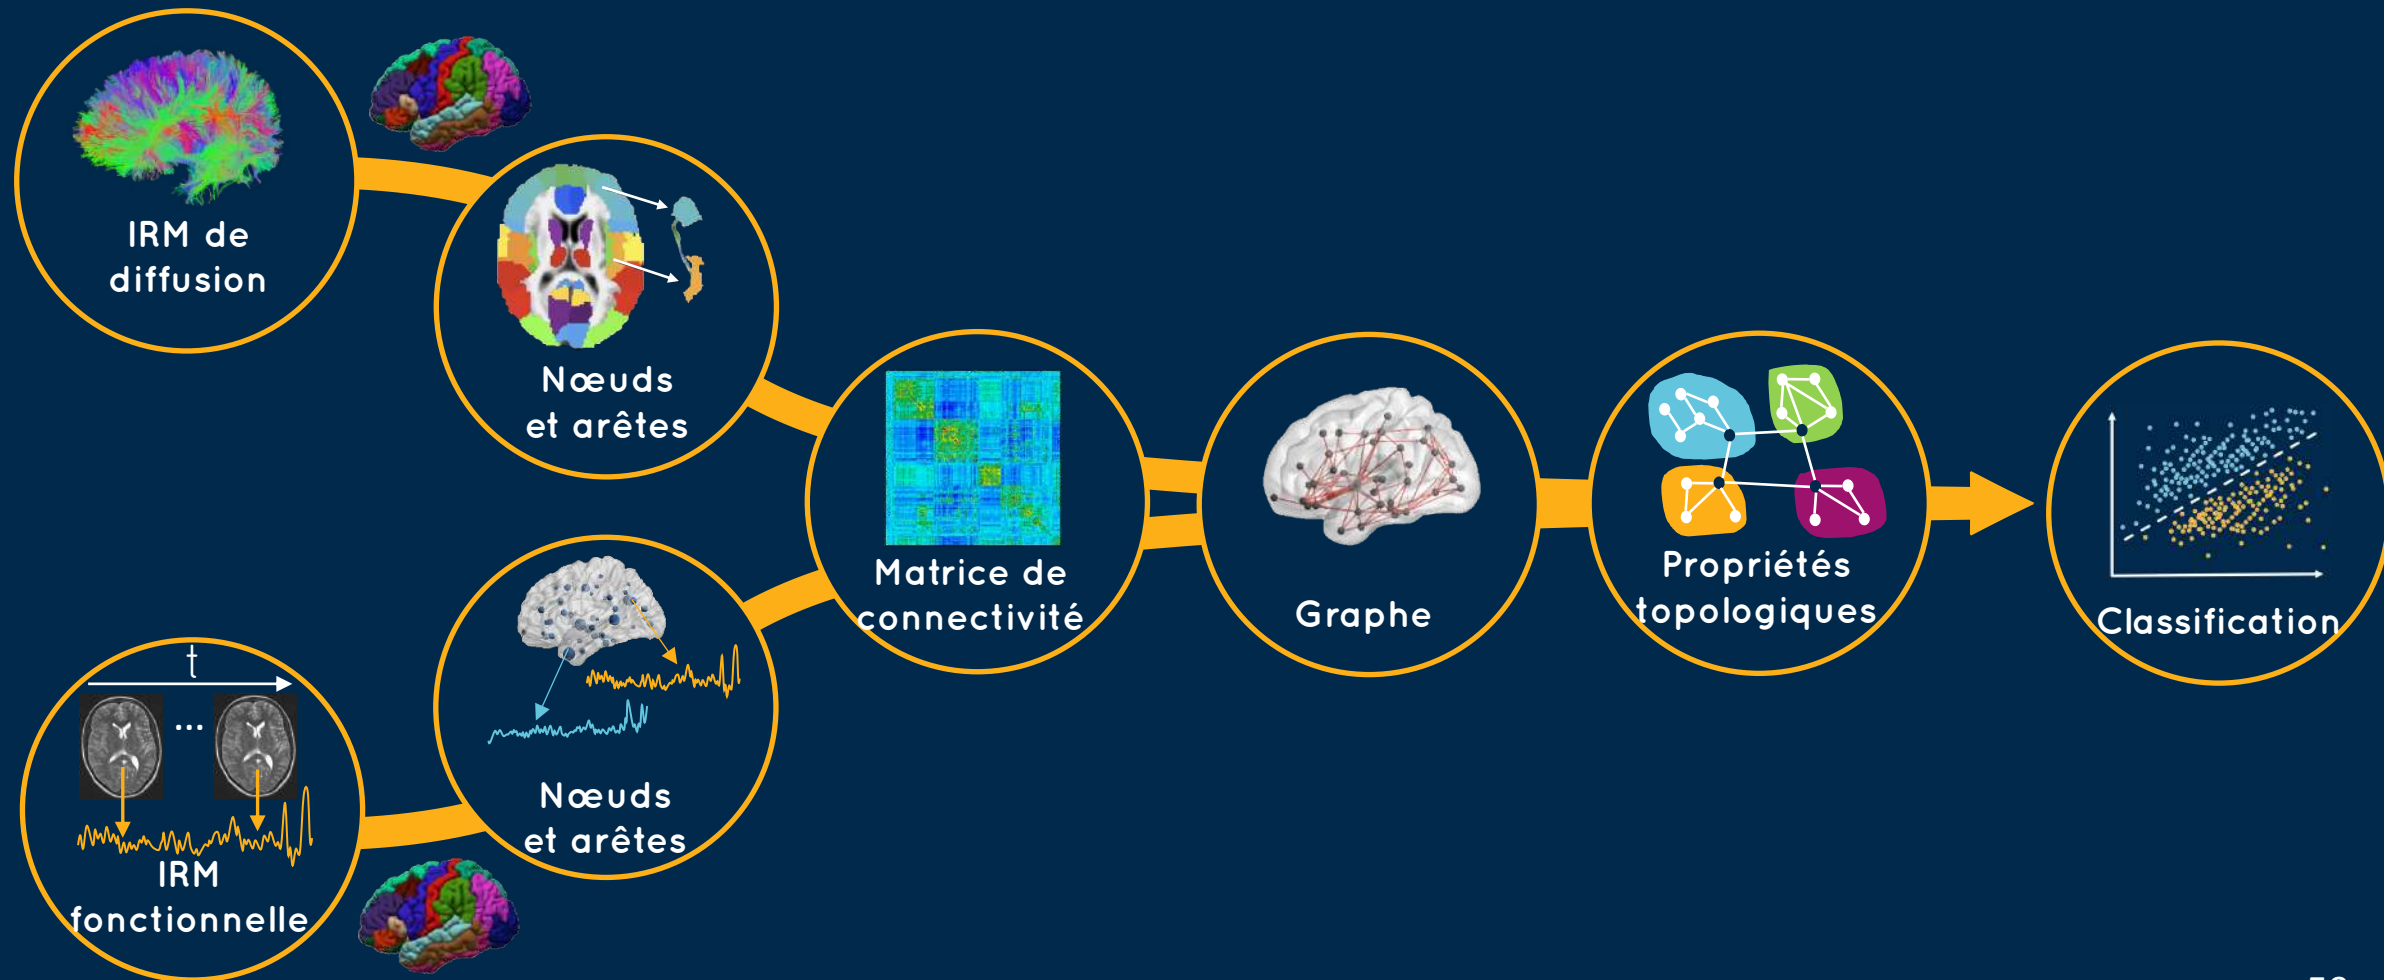 IRM de
diffusion
Nœuds
et arêtes
t
...
IRM
fonctionnelle
Nœuds
et arêtes
Matrice de
connectivité
Graphe
Propriétés
topologiques
Classification